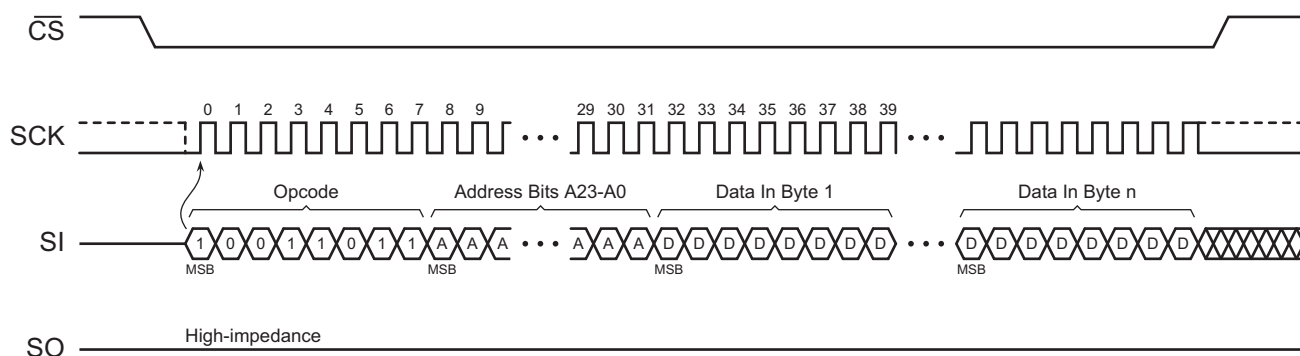 CS
0 1 2 3 4 5 6 7 8 9 29 30 31 32 33 34 35 36 37 38 39
SCK
Opcode Address Bits A23-A0 Data In Byte 1 Data In Byte n
SI 1 0 0 1 1 0 1 1 A A A A A A D D D D D D D D D D D D D D D D
MSB MSB MSB MSB
High-impedance
SO